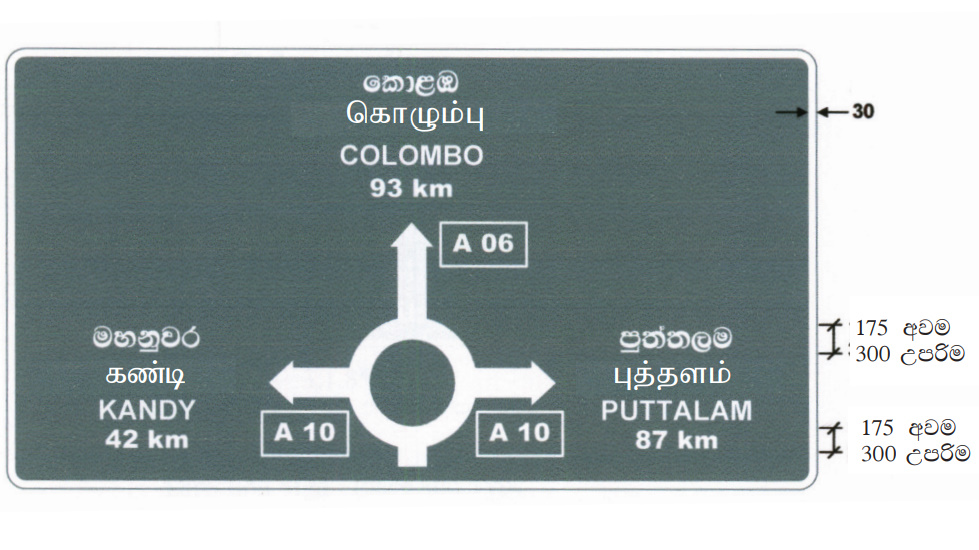 කොළඹ
கொழும்பு
COLOMBO
93 km
30
A 06
මහනුවර
கண்டி
KANDY
42 km
A 10
A 10
පුත්තලම
புத்தளம்
PUTTALAM
87 km
175 අවම
300 උපරිම
175 අවම
300 උපරිම